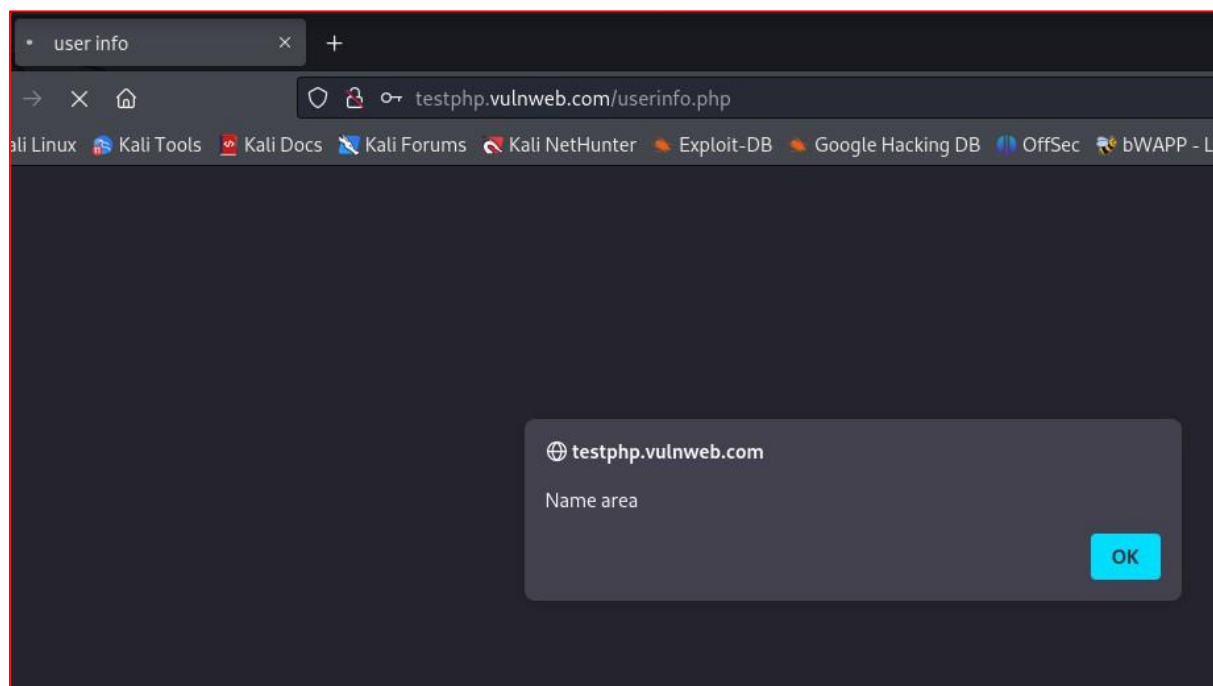 user info
testphp.vulnweb.com/userinfo.php
ali Linux Kali Tools Kali Docs Kali Forums Kali NetHunter Exploit-DB Google Hacking DB OffSec bWAPP - L
testphp.vulnweb.com
Name area
OK